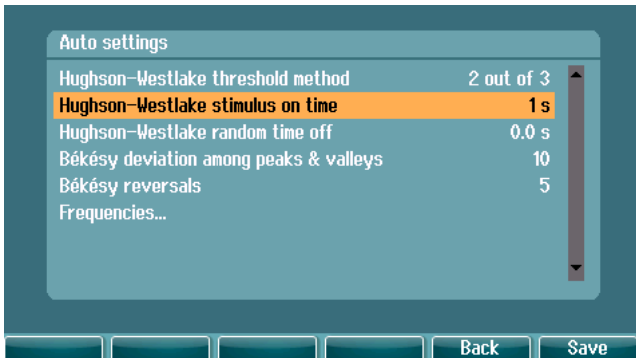 Auto settings
Hughson-Westlake threshold method 2 out of 3
Hughson-Westlake stimulus on time 1 s
Hughson-Westlake random time off 0.0 s
Békésy deviation among peaks & valleys 10
Békésy reversals 5
Frequencies...
Back Save